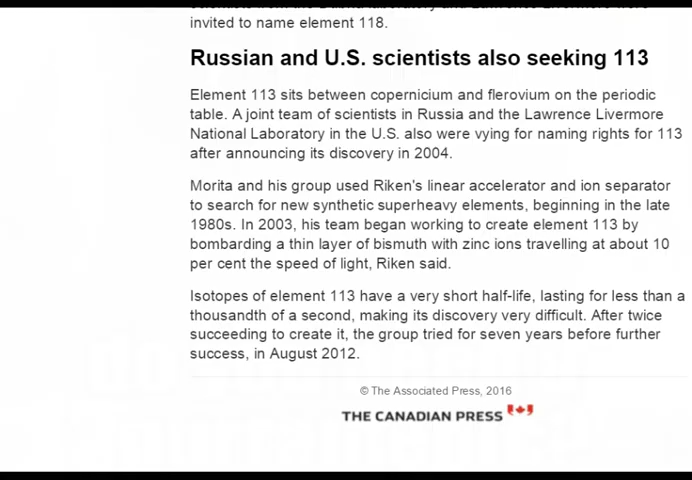 invited to name element 118.
Russian and U.S. scientists also seeking 113
Element 113 sits between copernicium and flerovium on the periodic
table. A joint team of scientists in Russia and the Lawrence Livermore
National Laboratory in the U.S. also were vying for naming rights for 113
after announcing its discovery in 2004.
Morita and his group used Riken's linear accelerator and ion separator
to search for new synthetic superheavy elements, beginning in the late
1980s. In 2003, his team began working to create element 113 by
bombarding a thin layer of bismuth with zinc ions travelling at about 10
per cent the speed of light, Riken said.
Isotopes of element 113 have a very short half-life, lasting for less than a
thousandth of a second, making its discovery very difficult. After twice
succeeding to create it, the group tried for seven years before further
success, in August 2012.
© The Associated Press, 2016
THE CANADIAN PRESS